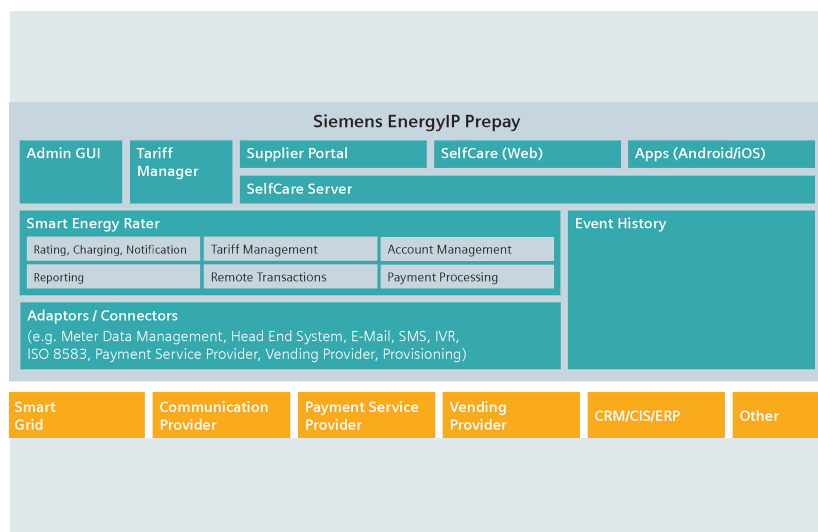 Siemens EnergyIP Prepay
Admin GUI
Tariff
Manager
Supplier Portal
SelfCare (Web)
Apps (Android/iOS)
SelfCare Server
Smart Energy Rater
Rating, Charging, Notification
Tariff Management
Account Management
Reporting
Remote Transactions
Payment Processing
Event History
Adaptors / Connectors
(e.g. Meter Data Management, Head End System, E-Mail, SMS, IVR,
ISO 8583, Payment Service Provider, Vending Provider, Provisioning)
Smart
Grid
Communication
Provider
Payment Service
Provider
Vending
Provider
CRM/CIS/ERP
Other